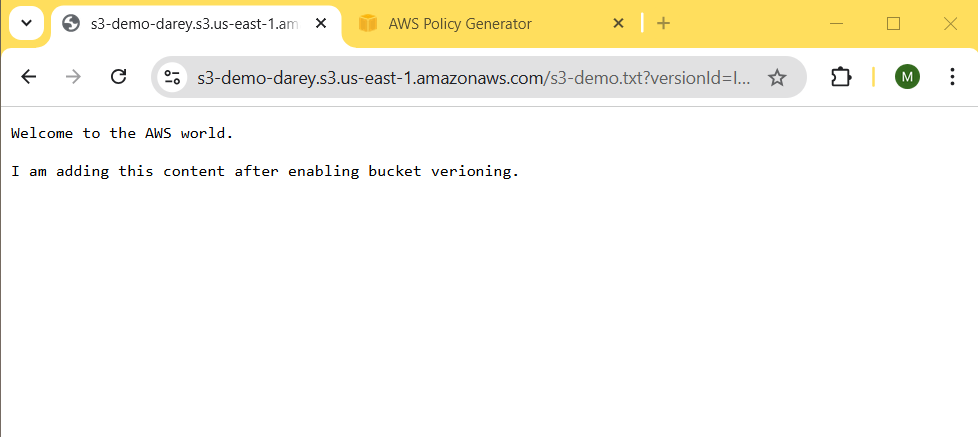 s3-demo-darey.s3.us-east-1.am
AWS Policy Generator
s3-demo-darey.s3.us-east-1.amazonaws.com/s3-demo.txt?versionId=l...
M
Welcome to the AWS world.
I am adding this content after enabling bucket verioning.